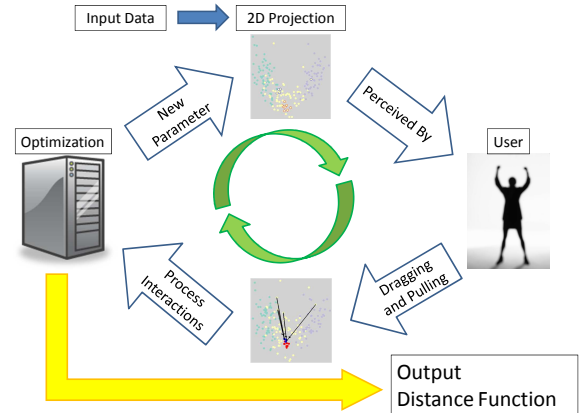 Input Data
2D Projection
New
Parameter
Perceived By
Optimization
User
Process
Interactions
Dragging
and Pulling
Output
Distance Function